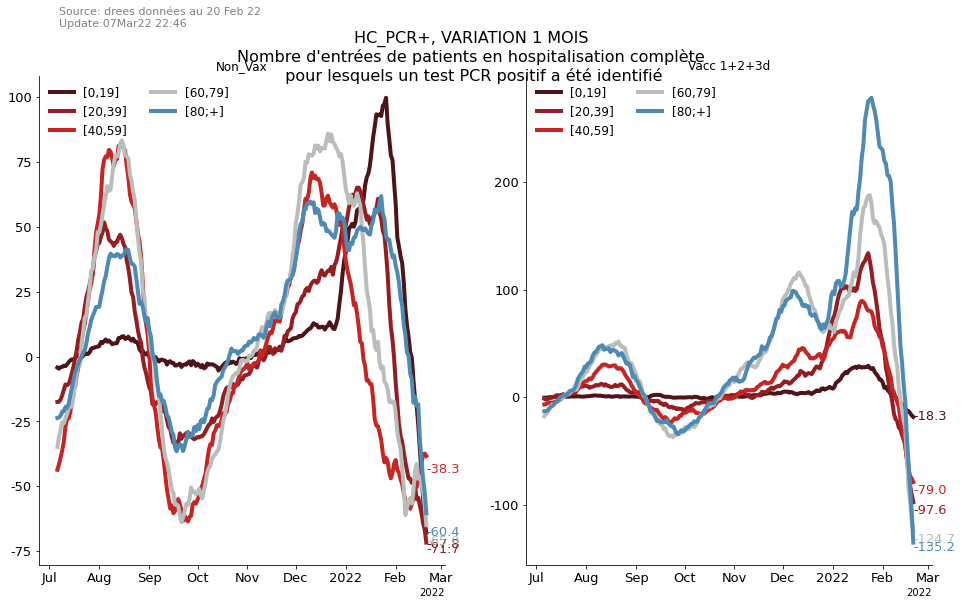 Source: drees données au 20 Feb 22
Update:07Mar22 22:46
HC_PCR+, VARIATION 1 MOIS
Nombre d'entrées de patients en hospitalisation complète
pour lesquels un test PCR positif a été identifié
Non_Vax
[0,19]
[20,39]
[40,59]
[60,79]
[80;+]
100
75
50
25
0
-25
-50
-75
-38.3
-60.4
-71.7
Jul
Aug
Sep
Oct
Nov
Dec
2022
Feb
Mar
2022
Vacc 1+2+3d
[0,19]
[20,39]
[40,59]
[60,79]
[80;+]
200
100
0
-100
-18.3
-79.0
-97.6
-124.7
-135.2
Jul
Aug
Sep
Oct
Nov
Dec
2022
Feb
Mar
2022